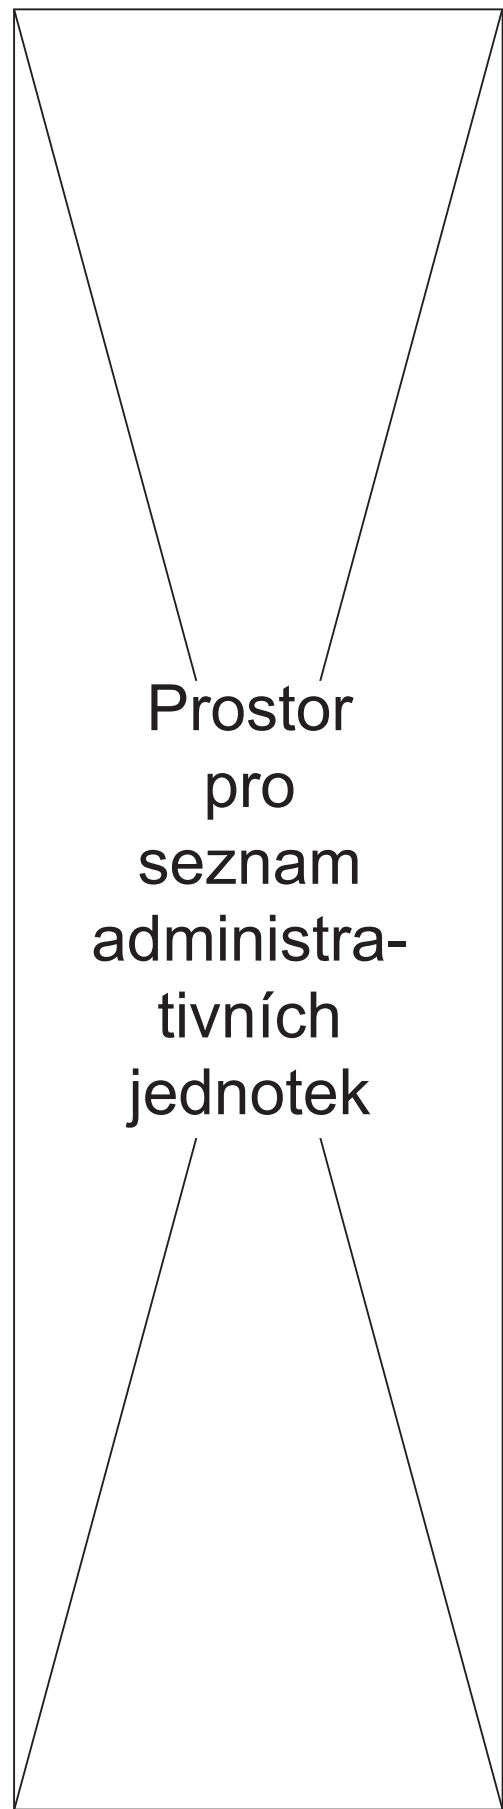 Prostor
pro
seznam
administra-
tivních
jednotek